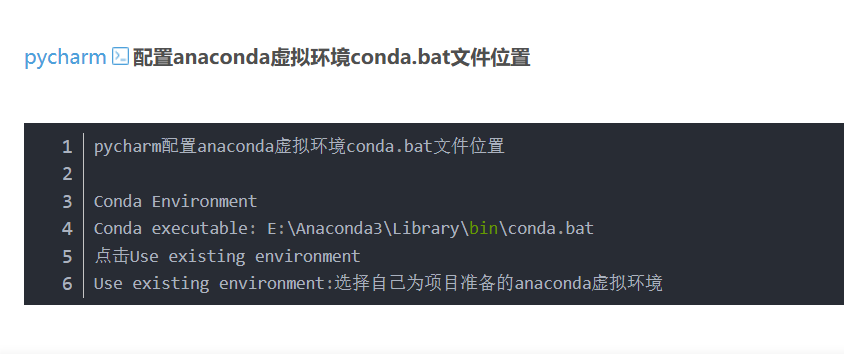 pycharm 配置anaconda虚拟环境conda.bat文件位置
1 pycharm配置anaconda虚拟环境conda.bat文件位置
2
3 Conda Environment
4 Conda executable: E:\Anaconda3\Library\bin\conda.bat
5 点击Use existing environment
6 Use existing environment:选择自己为项目准备的anaconda虚拟环境